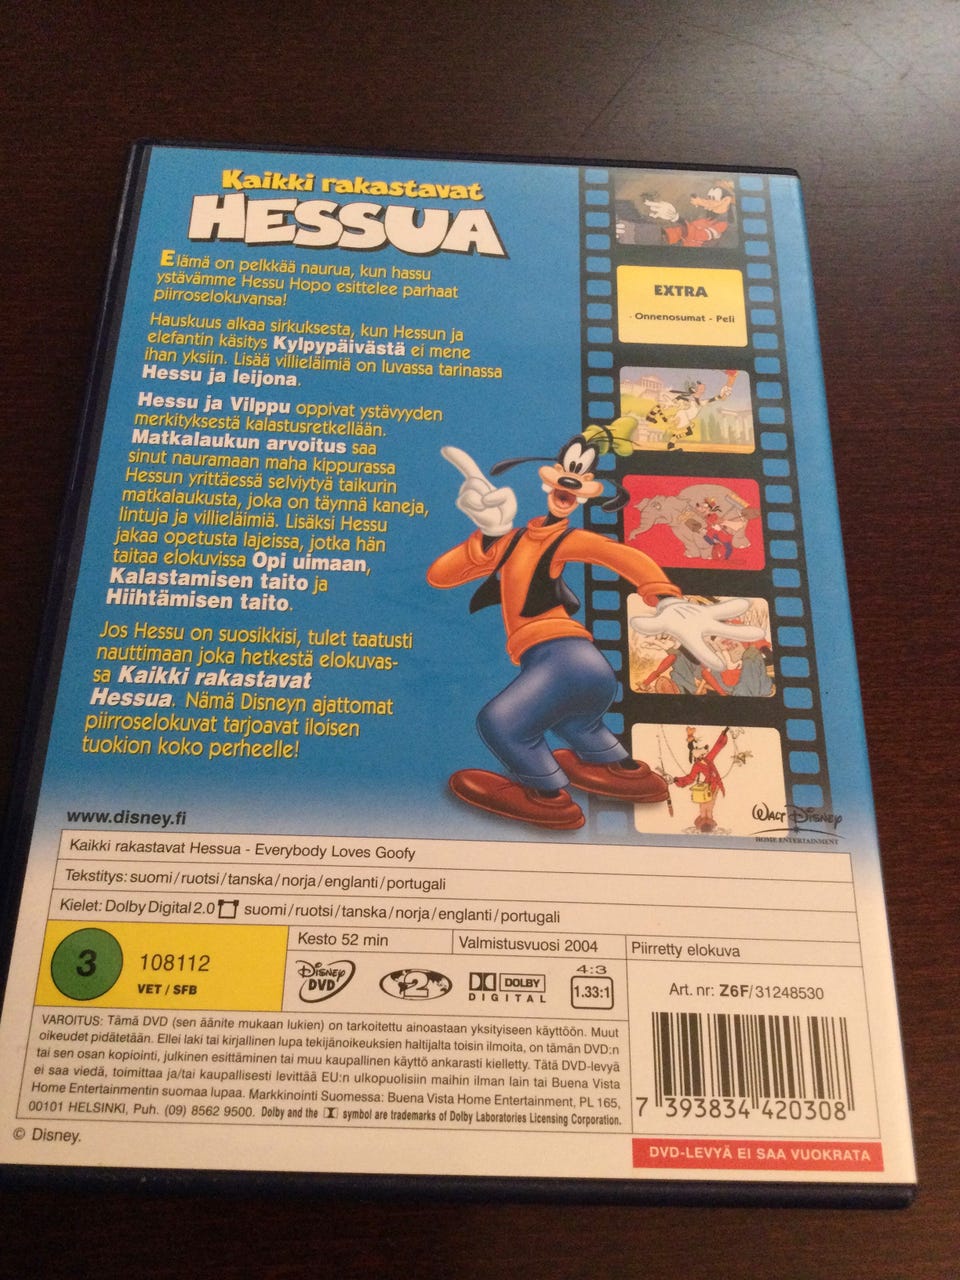 Kaikki rakastavat
HESSUA
Elämä on pelkkää naurua, kun hassu
ystävämme Hessu Hopo esittelee parhaat
piirroselokuvansa!
Hauskuus alkaa sirkuksesta, kun Hessun ja
elefantin käsitys Kylpypäivästä ei mene
ihan yksiin. Lisää villieläimiä on luvassa tarinassa
Hessu ja leijona.
Hessu ja Vilppu oppivat ystävyyden
merkityksestä kalastusretkellään.
Matkalaukun arvoitus saa
sinut nauramaan maha kippurassa
Hessun yrittäessä selviytyä taikurin
matkalaukusta, joka on täynnä kaneja,
lintuja ja villieläimiä. Lisäksi Hessu
jakaa opetusta lajeissa, jotka hän
taitaa elokuvissa Opi uimaan,
Kalastamisen taito ja
Hiihtämisen taito.
Jos Hessu on suosikkisi, tulet taatusti
nauttimaan joka hetkestä elokuvas-
sa Kaikki rakastavat
Hessua. Nämä Disneyn ajattomat
piirroselokuvat tarjoavat iloisen
tuokion koko perheelle!
EXTRA
· Onnenosumat - Peli
WALT DISNEY
HOME ENTERTAINMENT
www.disney.fi
Kaikki rakastavat Hessua - Everybody Loves Goofy
Tekstitys: suomi/ruotsi/tanska/norja/englanti/portugali
Kielet: Dolby Digital 2.0 suomi/ruotsi/tanska/norja/englanti/portugali
3 108112
VET / SFB
Kesto 52 min
Valmistusvuosi 2004
Piirretty elokuva
DISNEY DVD
2
DOLBY
DIGITAL
4:3
1.33:1
Art. nr: Z6F/31248530
VAROITUS: Tämä DVD (sen äänite mukaan lukien) on tarkoitettu ainoastaan yksityiseen käyttöön. Muut
oikeudet pidätetään. Ellei laki tai kirjallinen lupa tekijänoikeuksien haltijalta toisin ilmoita, on tämän DVD:n
tai sen osan kopiointi, julkinen esittäminen tai muu kaupallinen käyttö ankarasti kielletty. Tätä DVD-levyä
ei saa viedä, toimittaa ja/tai kaupallisesti levittää EU:n ulkopuolisiin maihin ilman lain tai Buena Vista
Home Entertainmentin suomaa lupaa. Markkinointi Suomessa: Buena Vista Home Entertainment, PL 165,
00101 HELSINKI, Puh. (09) 8562 9500. Dolby and the symbol are trademarks of Dolby Laboratories Licensing Corporation.
7 393834 420308
© Disney.
DVD-LEVYÄ EI SAA VUOKRATA